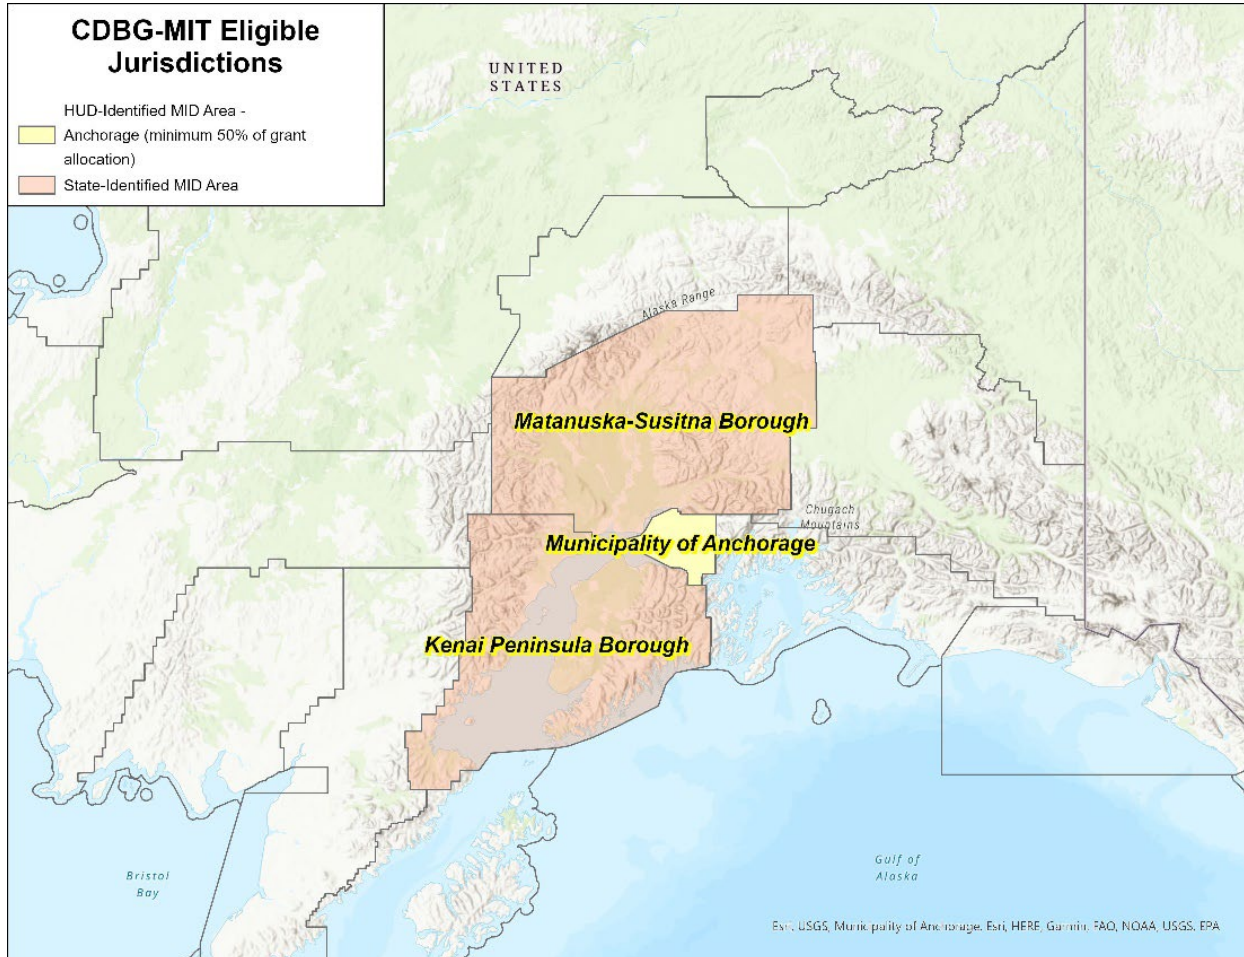 CDBG-MIT Eligible
Jurisdictions
HUD-Identified MID Area -
Anchorage (minimum 50% of grant
allocation)
State-Identified MID Area
UNITED
STATES
Alaska Range
Matanuska-Susitna Borough
Chugach
Mountains
Municipality of Anchorage
Kenai Peninsula Borough
Bristol
Bay
Gulf of
Alaska
Esri, USGS, Municipality of Anchorage, Esri, HERE, Garmin, FAO, NOAA, USGS, EPA